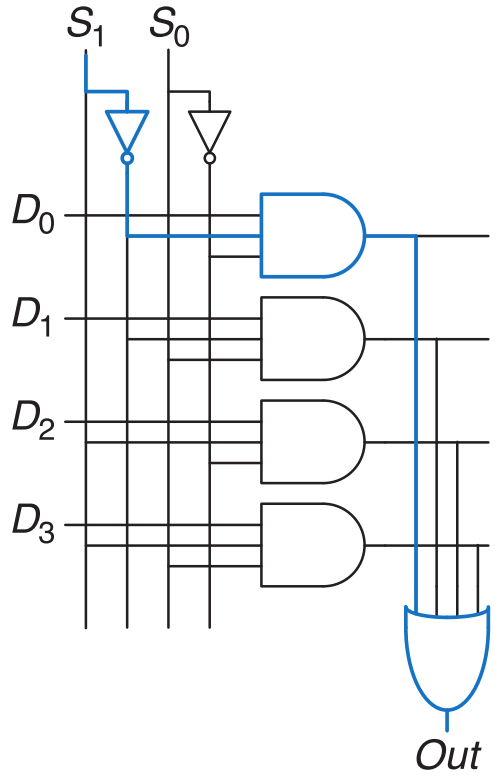 S₁ S₀
D₀
D₁
D₂
D₃
Out